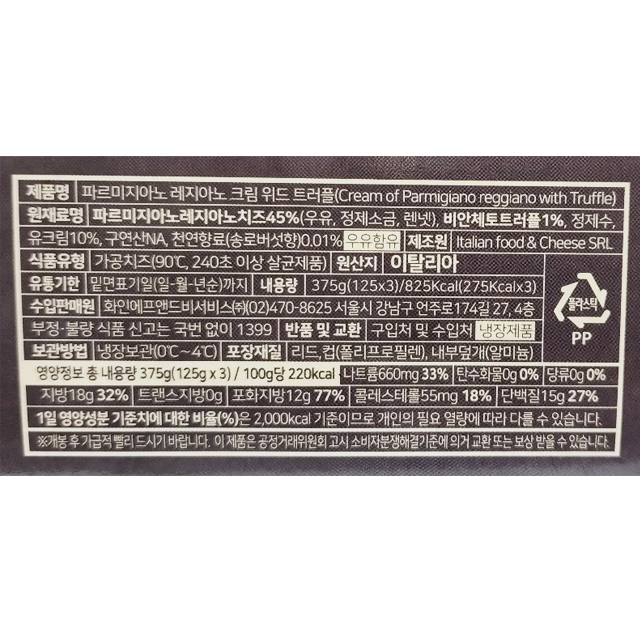 제품명 파르미지아노 레지아노 크림 위드 트러플(Cream of Parmigiano reggiano with Truffle)
원재료명 파르미지아노레지아노치즈45%(우유, 정제소금, 렌넷), 비안체토트러플1%, 정제수,
유크림10%, 구연산NA, 천연향료(송로버섯향)0.01% 우유함유 제조원 Italian food & Cheese SRL
식품유형 가공치즈(90℃, 240초 이상 살균제품) 원산지 이탈리아
유통기한 밑면표기일(일-월-년순)까지 내용량 375g(125x3)/825Kcal(275Kcalx3)
수입판매원 화인에프앤드비서비스㈜02)470-8625 서울시 강남구 언주로174길 27, 4층
부정·불량 식품 신고는 국번 없이 1399 반품 및 교환 구입처 및 수입처 냉장제품
보관방법 냉장보관(0℃~4℃) 포장재질 리드, 컵(폴리프로필렌), 내부덮개(알미늄)
플라스틱
PP
영양정보 총 내용량 375g(125g x 3) / 100g당 220kcal 나트륨660mg 33% 탄수화물0g 0% 당류0g 0%
지방18g 32% 트랜스지방0g 포화지방12g 77% 콜레스테롤55mg 18% 단백질15g 27%
1일 영양성분 기준치에 대한 비율(%)은 2,000kcal 기준이므로 개인의 필요 열량에 따라 다를 수 있습니다.
※개봉 후 가급적 빨리 드시기 바랍니다. 이 제품은 공정거래위원회 고시 소비자분쟁해결기준에 의거 교환 또는 보상 받을 수 있습니다.